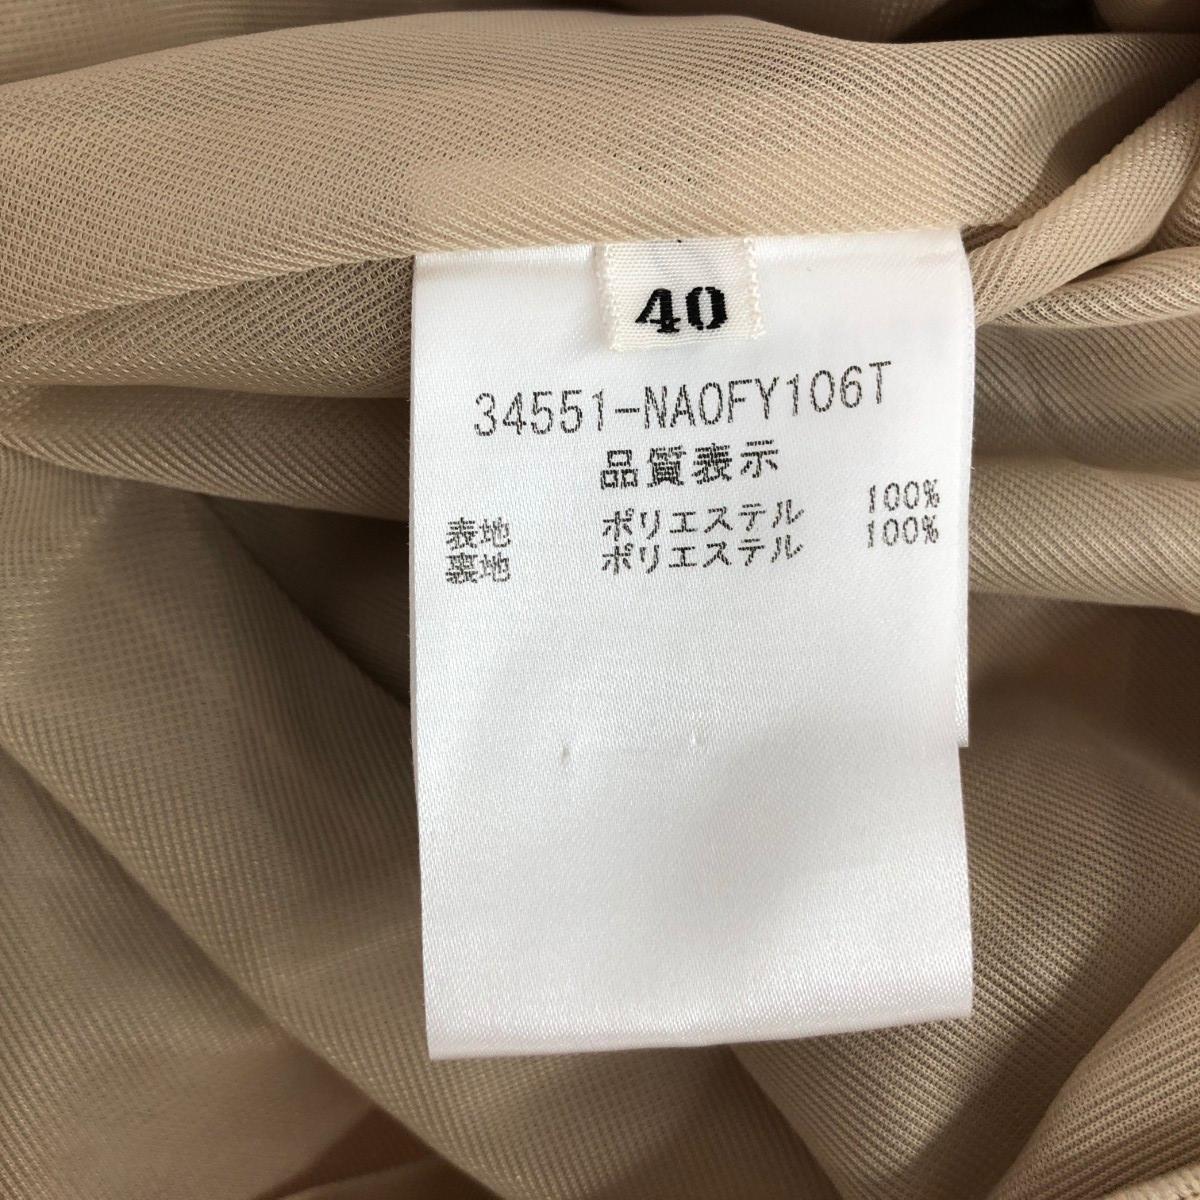 40
34551-NA0FY106T
品質表示
表地 ポリエステル 100%
裏地 ポリエステル 100%